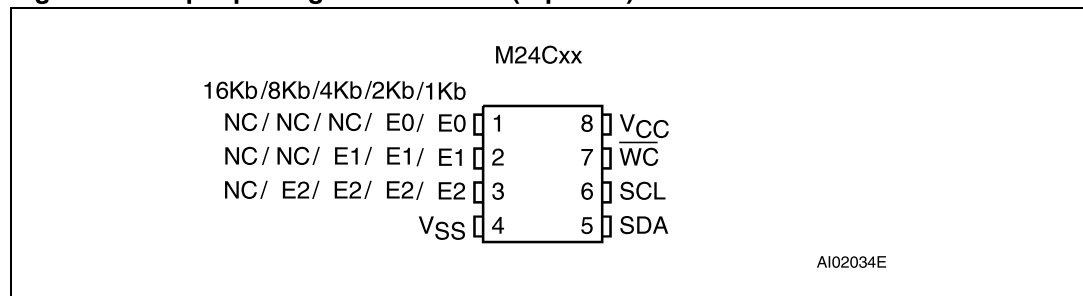 M24Cxx
16Kb/8Kb/4Kb/2Kb/1Kb
NC/ NC/ NC/ E0/ E0 1 8 VCC
NC/ NC/ E1/ E1/ E1 2 7 WC
NC/ E2/ E2/ E2/ E2 3 6 SCL
VSS 4 5 SDA
AI02034E